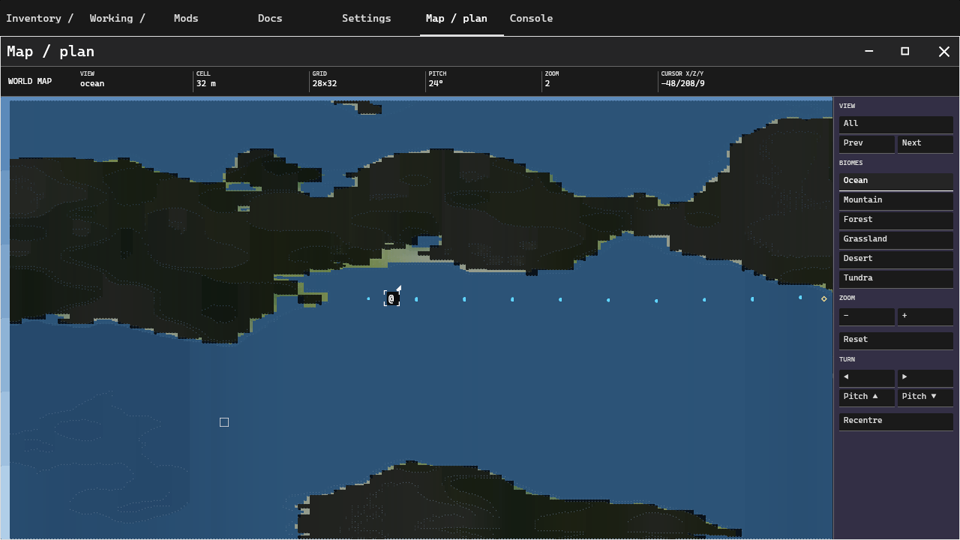 Inventory / Working / Mods Docs Settings Map / plan Console
Map / plan
WORLD MAP
VIEW
ocean
CELL
32 m
GRID
28×32
PITCH
24°
ZOOM
2
CURSOR X/Z/Y
−48/208/9
VIEW
All
Prev Next
BIOMES
Ocean
Mountain
Forest
Grassland
Desert
Tundra
ZOOM
− +
Reset
TURN
◄ ►
Pitch ▲ Pitch ▼
Recentre
@